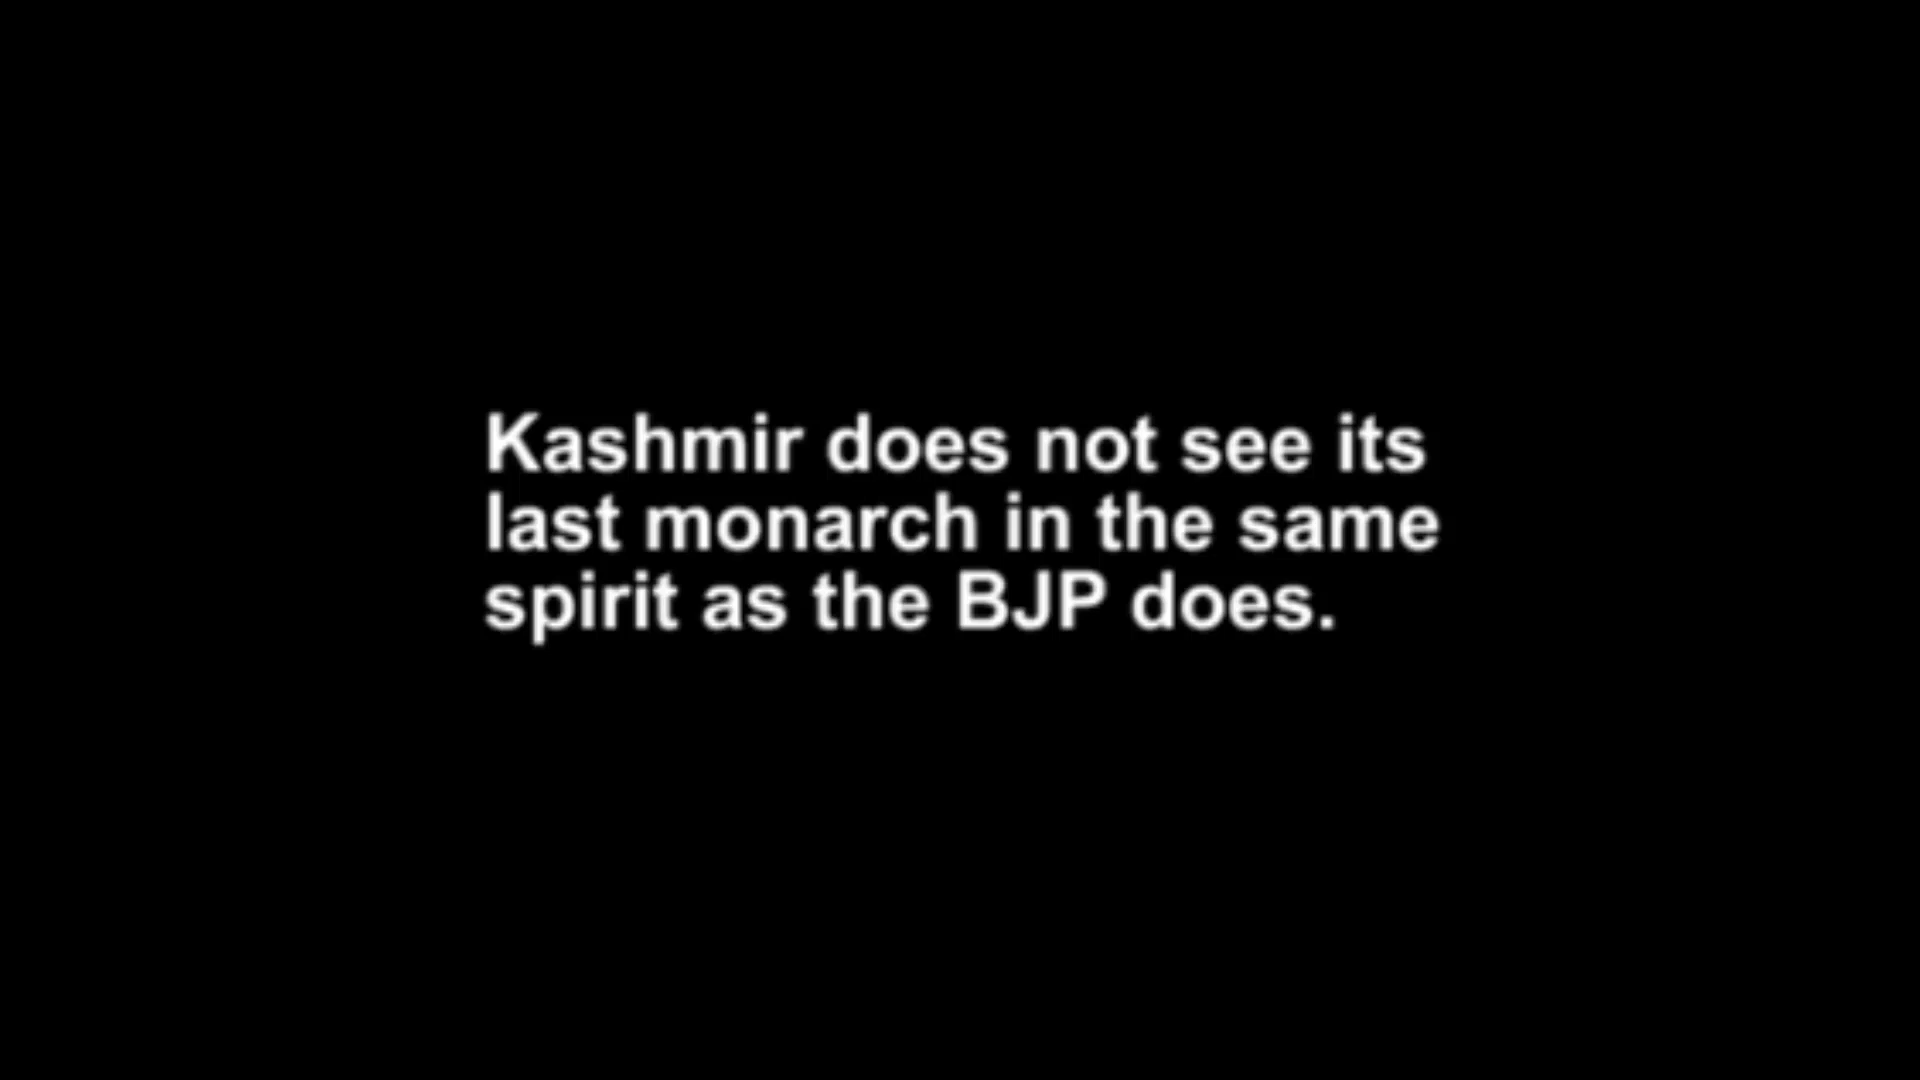 Kashmir does not see its
last monarch in the same
spirit as the BJP does.